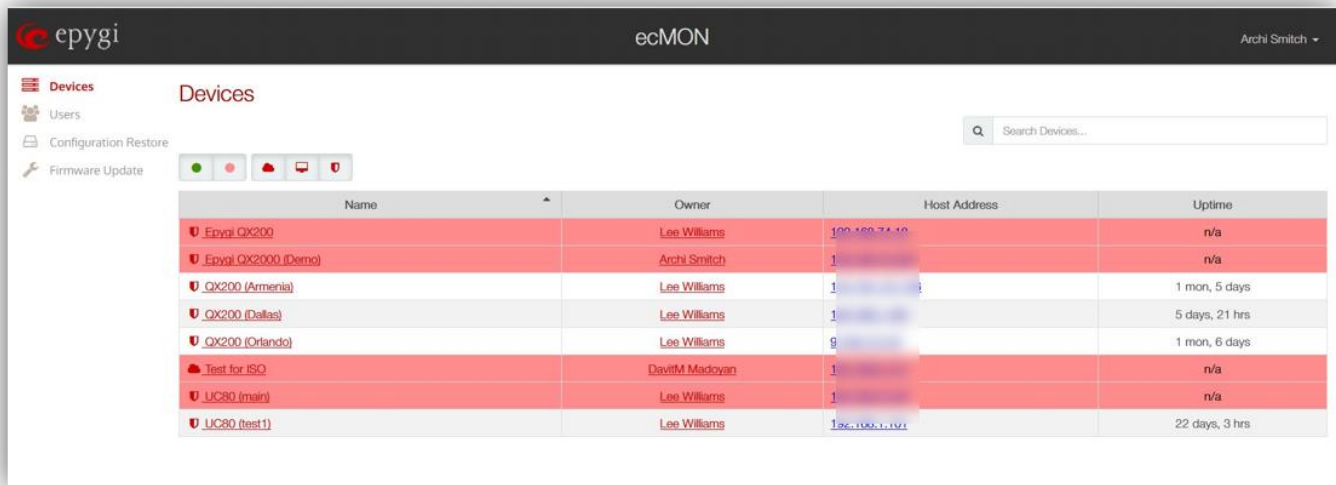 epygi
ecMON
Archi Smitch
Devices
Users
Configuration Restore
Firmware Update
Devices
Search Devices...
Name Owner Host Address Uptime
Epygi QX200 Lee Williams n/a
Epygi QX2000 (Demo) Archi Smitch n/a
QX200 (Armenia) Lee Williams 1 mon, 5 days
QX200 (Dallas) Lee Williams 5 days, 21 hrs
QX200 (Orlando) Lee Williams 1 mon, 6 days
Test for ISO DavitM Madoyan n/a
UC80 (main) Lee Williams n/a
UC80 (test1) Lee Williams 22 days, 3 hrs